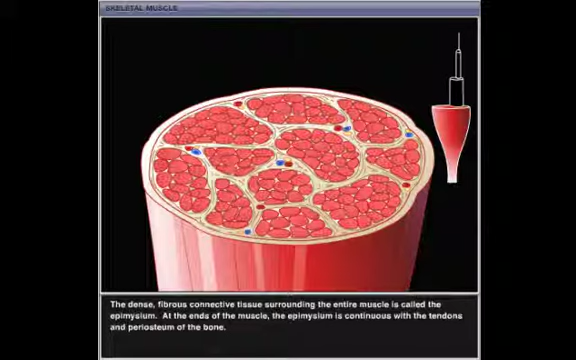 SKELETAL MUSCLE
The dense, fibrous connective tissue surrounding the entire muscle is called the
epimysium. At the ends of the muscle, the epimysium is continuous with the tendons
and periosteum of the bone.